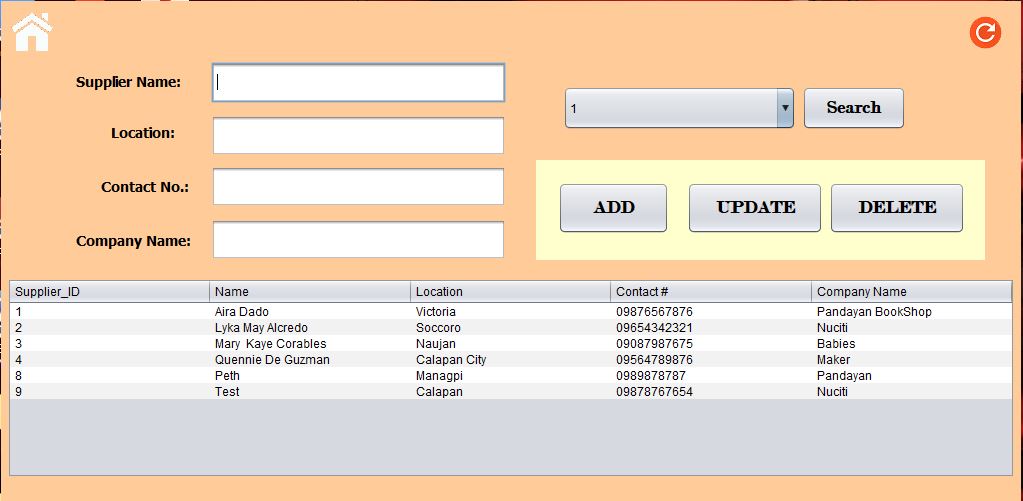 Supplier Name:
Location:
Contact No.:
Company Name:
1
Search
ADD UPDATE DELETE
Supplier_ID Name Location Contact # Company Name
1 Aira Dado Victoria 09876567876 Pandayan BookShop
2 Lyka May Alcredo Soccoro 09654342321 Nuciti
3 Mary Kaye Corables Naujan 09087987675 Babies
4 Quennie De Guzman Calapan City 09564789876 Maker
8 Peth Managpi 0989878787 Pandayan
9 Test Calapan 09878767654 Nuciti